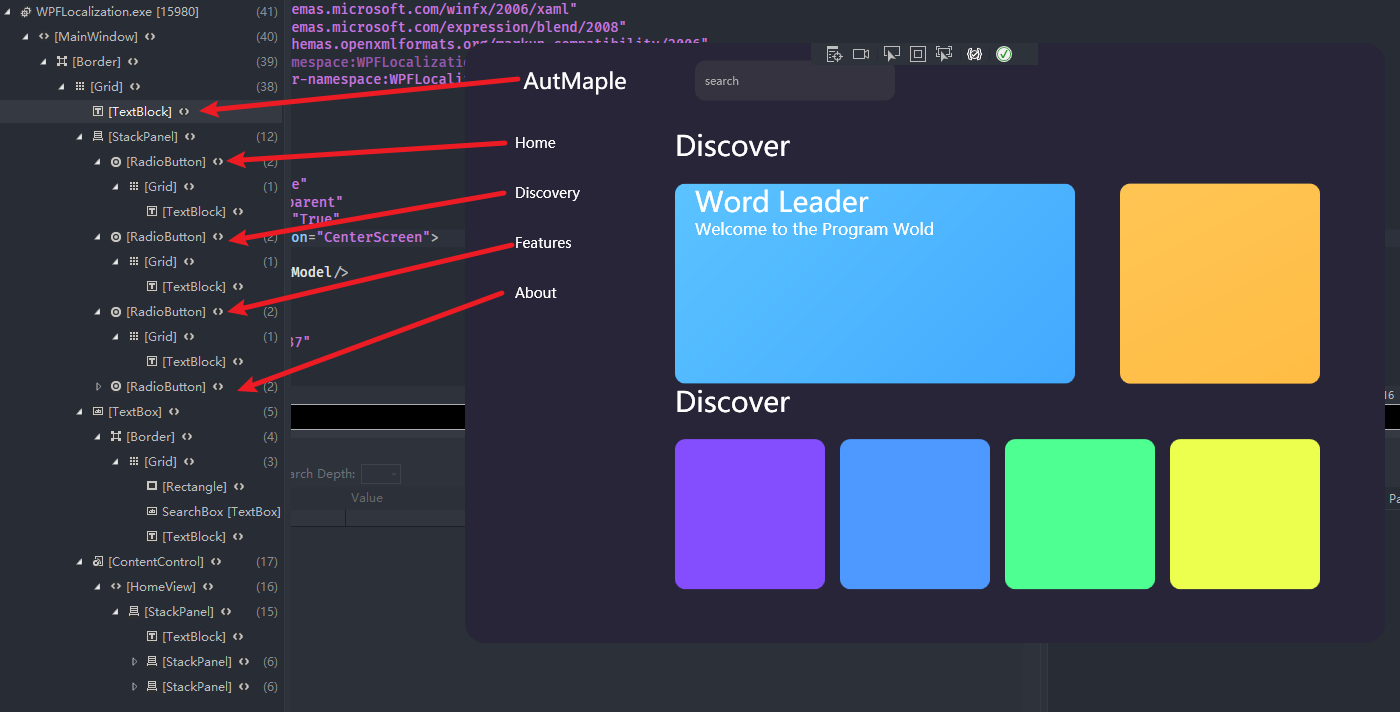 WPFLocalization.exe [15980] (41)
[MainWindow] (40)
[Border] (39)
[Grid] (38)
[TextBlock]
[StackPanel] (12)
[RadioButton] (2)
[Grid] (1)
[TextBlock]
[RadioButton] (2)
[Grid] (1)
[TextBlock]
[RadioButton] (2)
[Grid] (1)
[TextBlock]
[RadioButton] (2)
[TextBox] (5)
[Border] (4)
[Grid] (3)
[Rectangle]
SearchBox [TextBox]
[TextBlock]
[ContentControl] (17)
[HomeView] (16)
[StackPanel] (15)
[TextBlock]
[StackPanel] (6)
[StackPanel] (6)
emas.microsoft.com/winfx/2006/xaml"
emas.microsoft.com/expression/blend/2008"
hemas.openxmlformats.org/markup-compatibility/2006"
mespace:WPFLocalizatio
r-namespace:WPFLocali
e"
parent"
"True"
on="CenterScreen">
Model/>
37"
arch Depth:
Value
AutMaple
search
Home
Discovery
Features
About
Discover
Word Leader
Welcome to the Program Wold
Discover
16
Pa